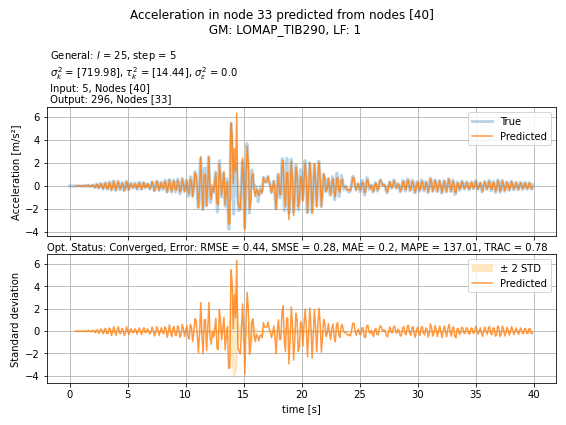 Acceleration in node 33 predicted from nodes [40]
GM: LOMAP_TIB290, LF: 1
General: l = 25, step = 5
σ²ₖ = [719.98], τ²ₖ = [14.44], σ²ε = 0.0
Input: 5, Nodes [40]
Output: 296, Nodes [33]
Acceleration [m/s²]
6
4
2
0
−2
−4
True
Predicted
Opt. Status: Converged, Error: RMSE = 0.44, SMSE = 0.28, MAE = 0.2, MAPE = 137.01, TRAC = 0.78
Standard deviation
6
4
2
0
−2
−4
± 2 STD
Predicted
0 5 10 15 20 25 30 35 40
time [s]